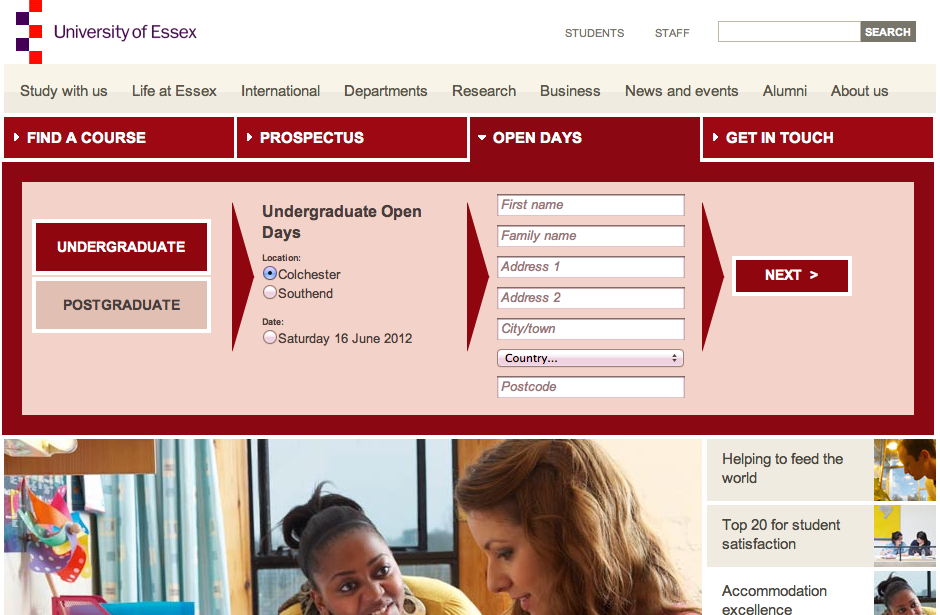 University of Essex
STUDENTS STAFF SEARCH
Study with us Life at Essex International Departments Research Business News and events Alumni About us
FIND A COURSE PROSPECTUS OPEN DAYS GET IN TOUCH
UNDERGRADUATE
POSTGRADUATE
Undergraduate Open
Days
Location:
Colchester
Southend
Date:
Saturday 16 June 2012
First name
Family name
Address 1
Address 2
City/town
Country...
Postcode
NEXT >
Helping to feed the
world
Top 20 for student
satisfaction
Accommodation
excellence